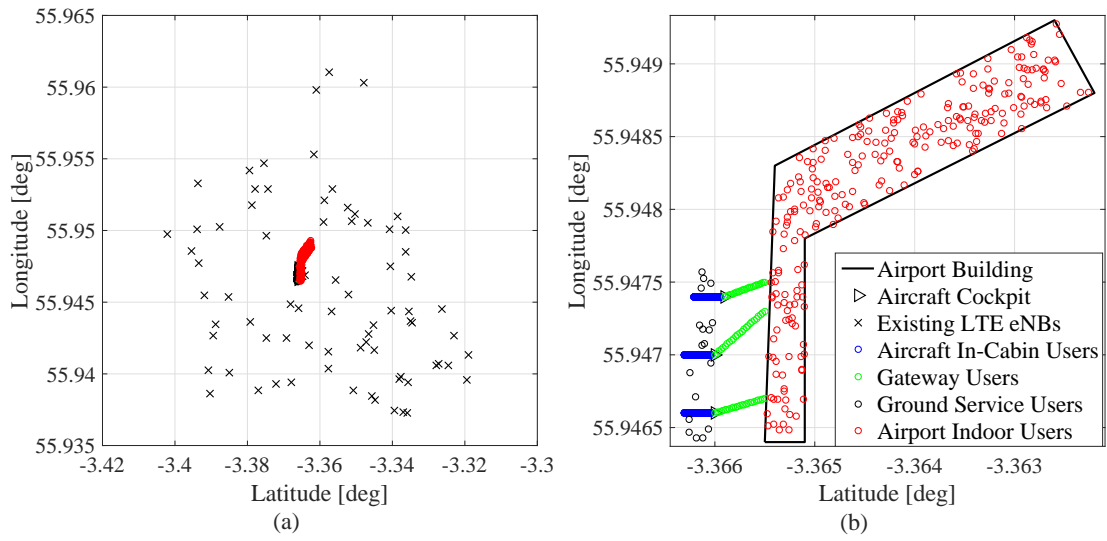 55.965
55.96
55.955
55.95
55.945
55.94
55.935
Longitude [deg]
-3.42 -3.4 -3.38 -3.36 -3.34 -3.32 -3.3
Latitude [deg]
(a)
55.949
55.9485
55.948
55.9475
55.947
55.9465
Longitude [deg]
Airport Building
Aircraft Cockpit
Existing LTE eNBs
Aircraft In-Cabin Users
Gateway Users
Ground Service Users
Airport Indoor Users
-3.366 -3.365 -3.364 -3.363
Latitude [deg]
(b)